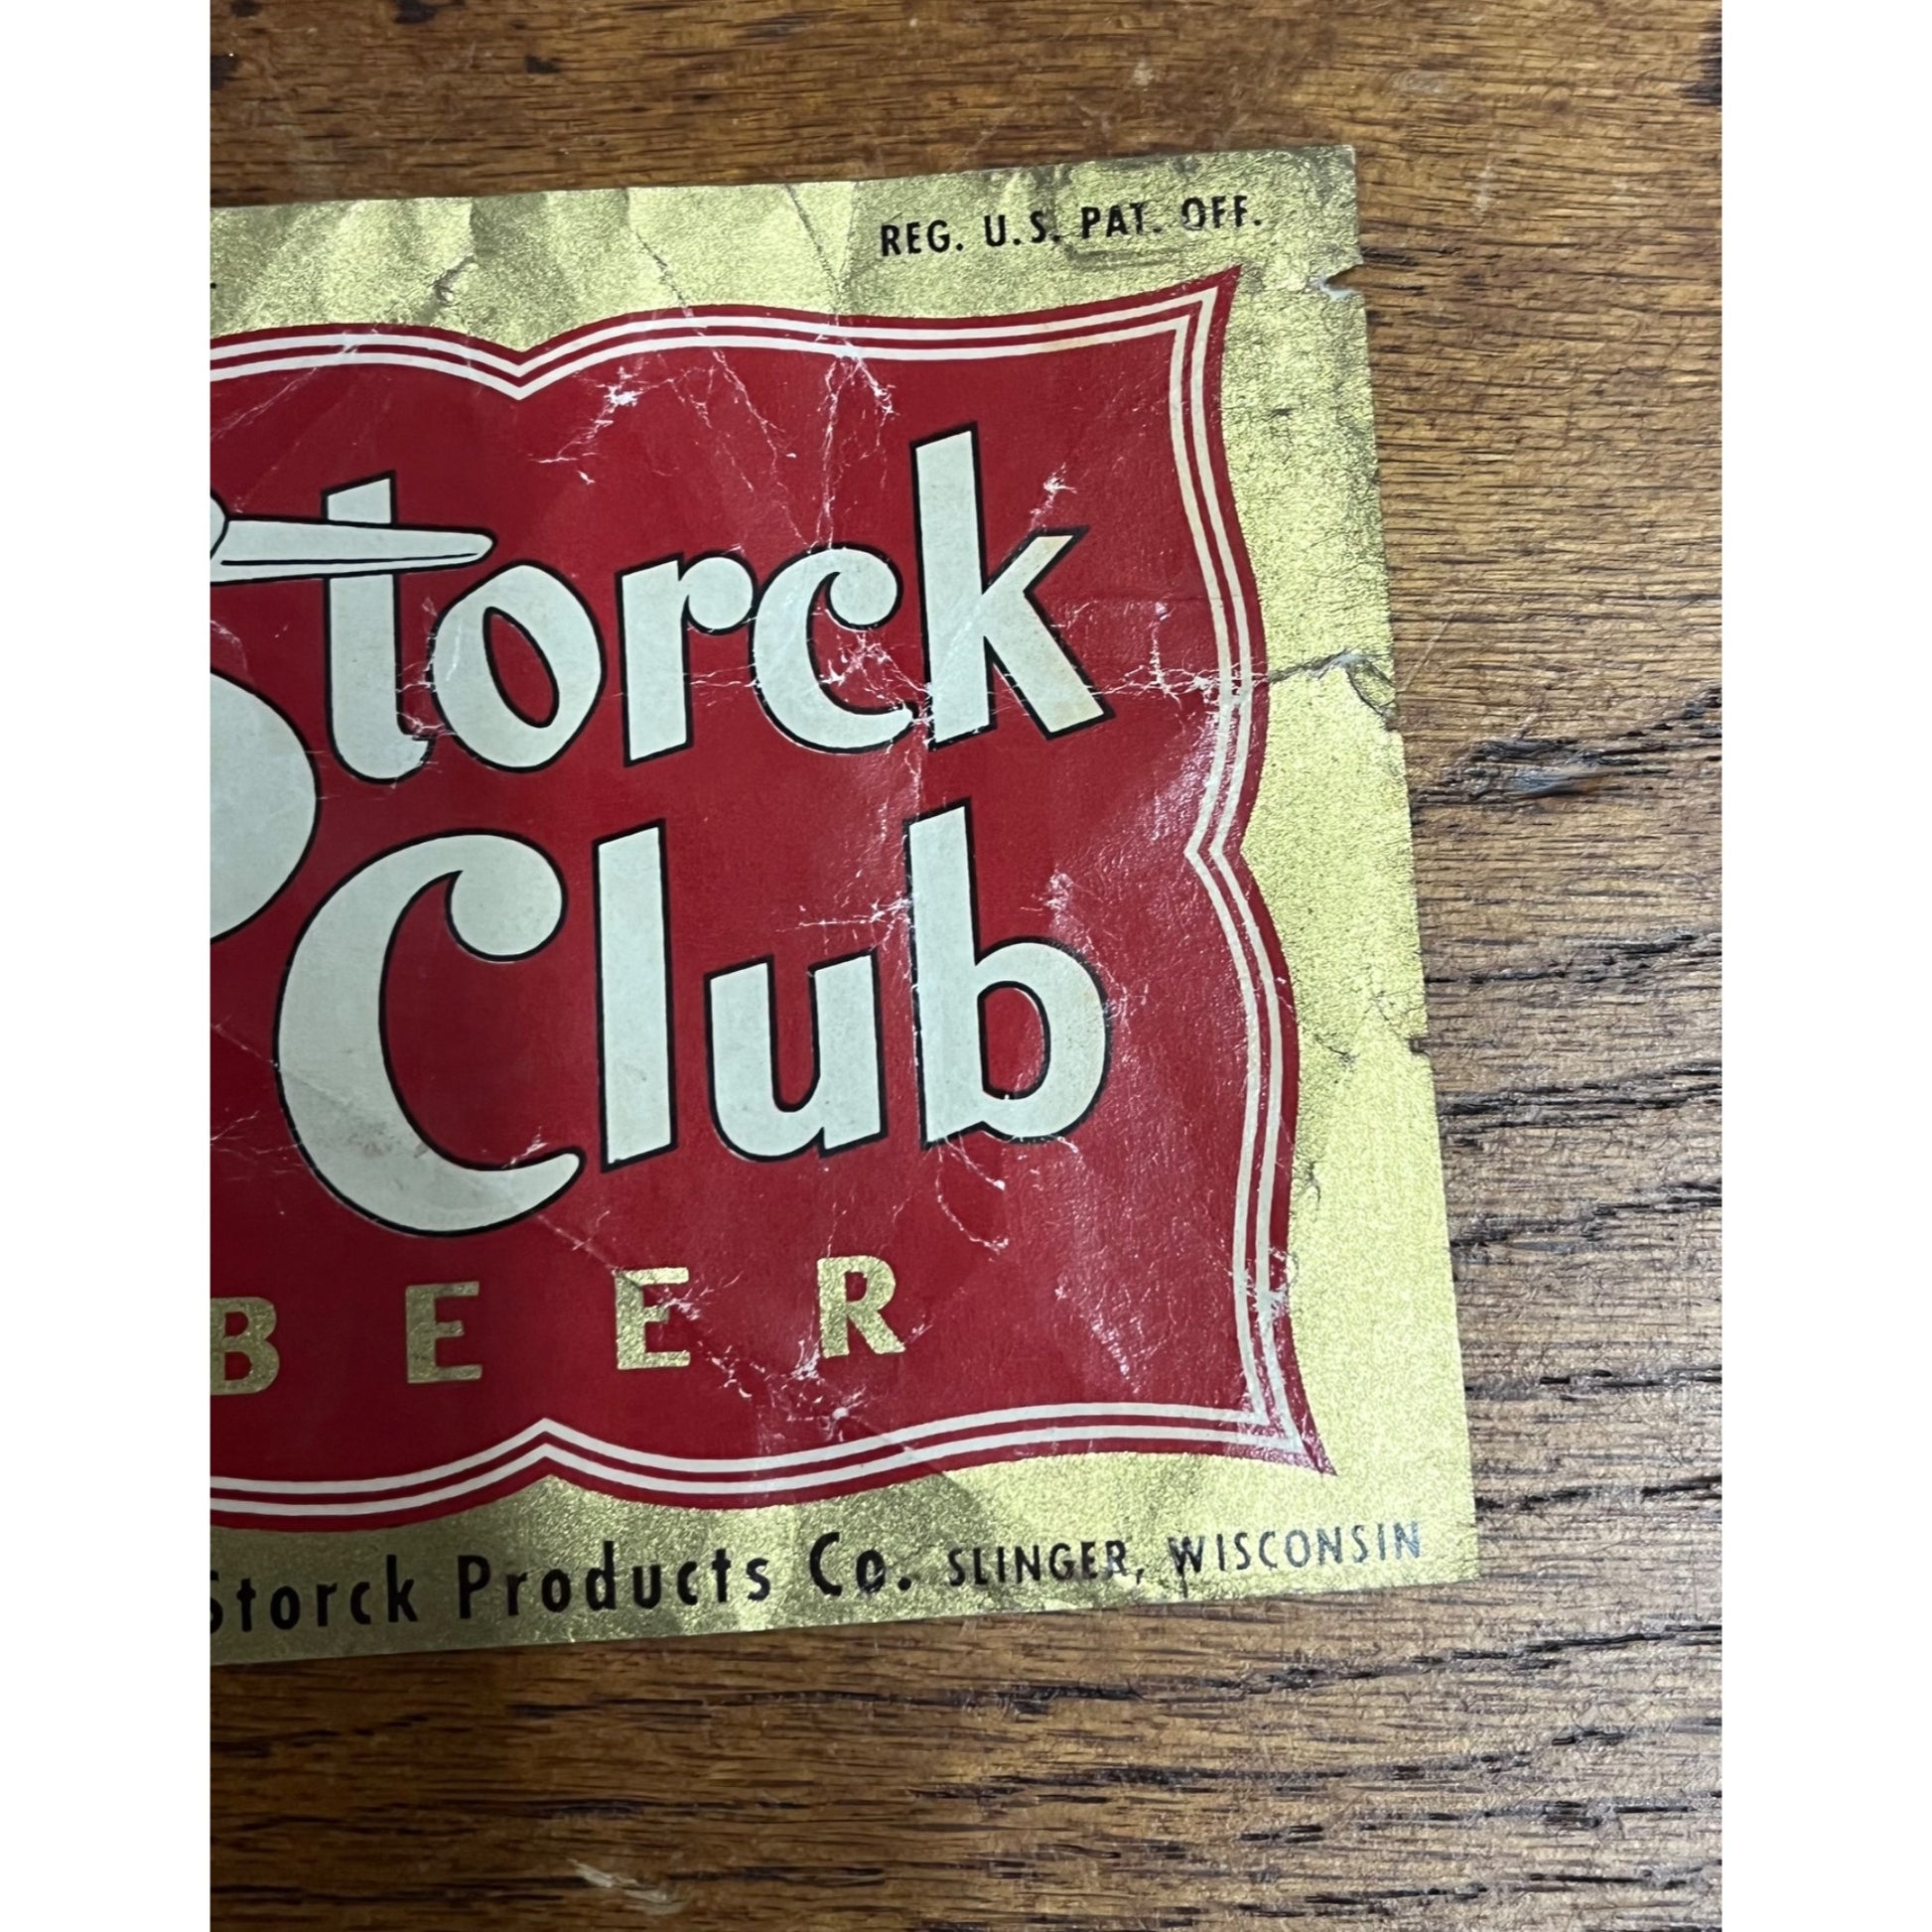 REG. U.S. PAT. OFF.
Storck
Club
BEER
Storck Products Co. SLINGER, WISCONSIN